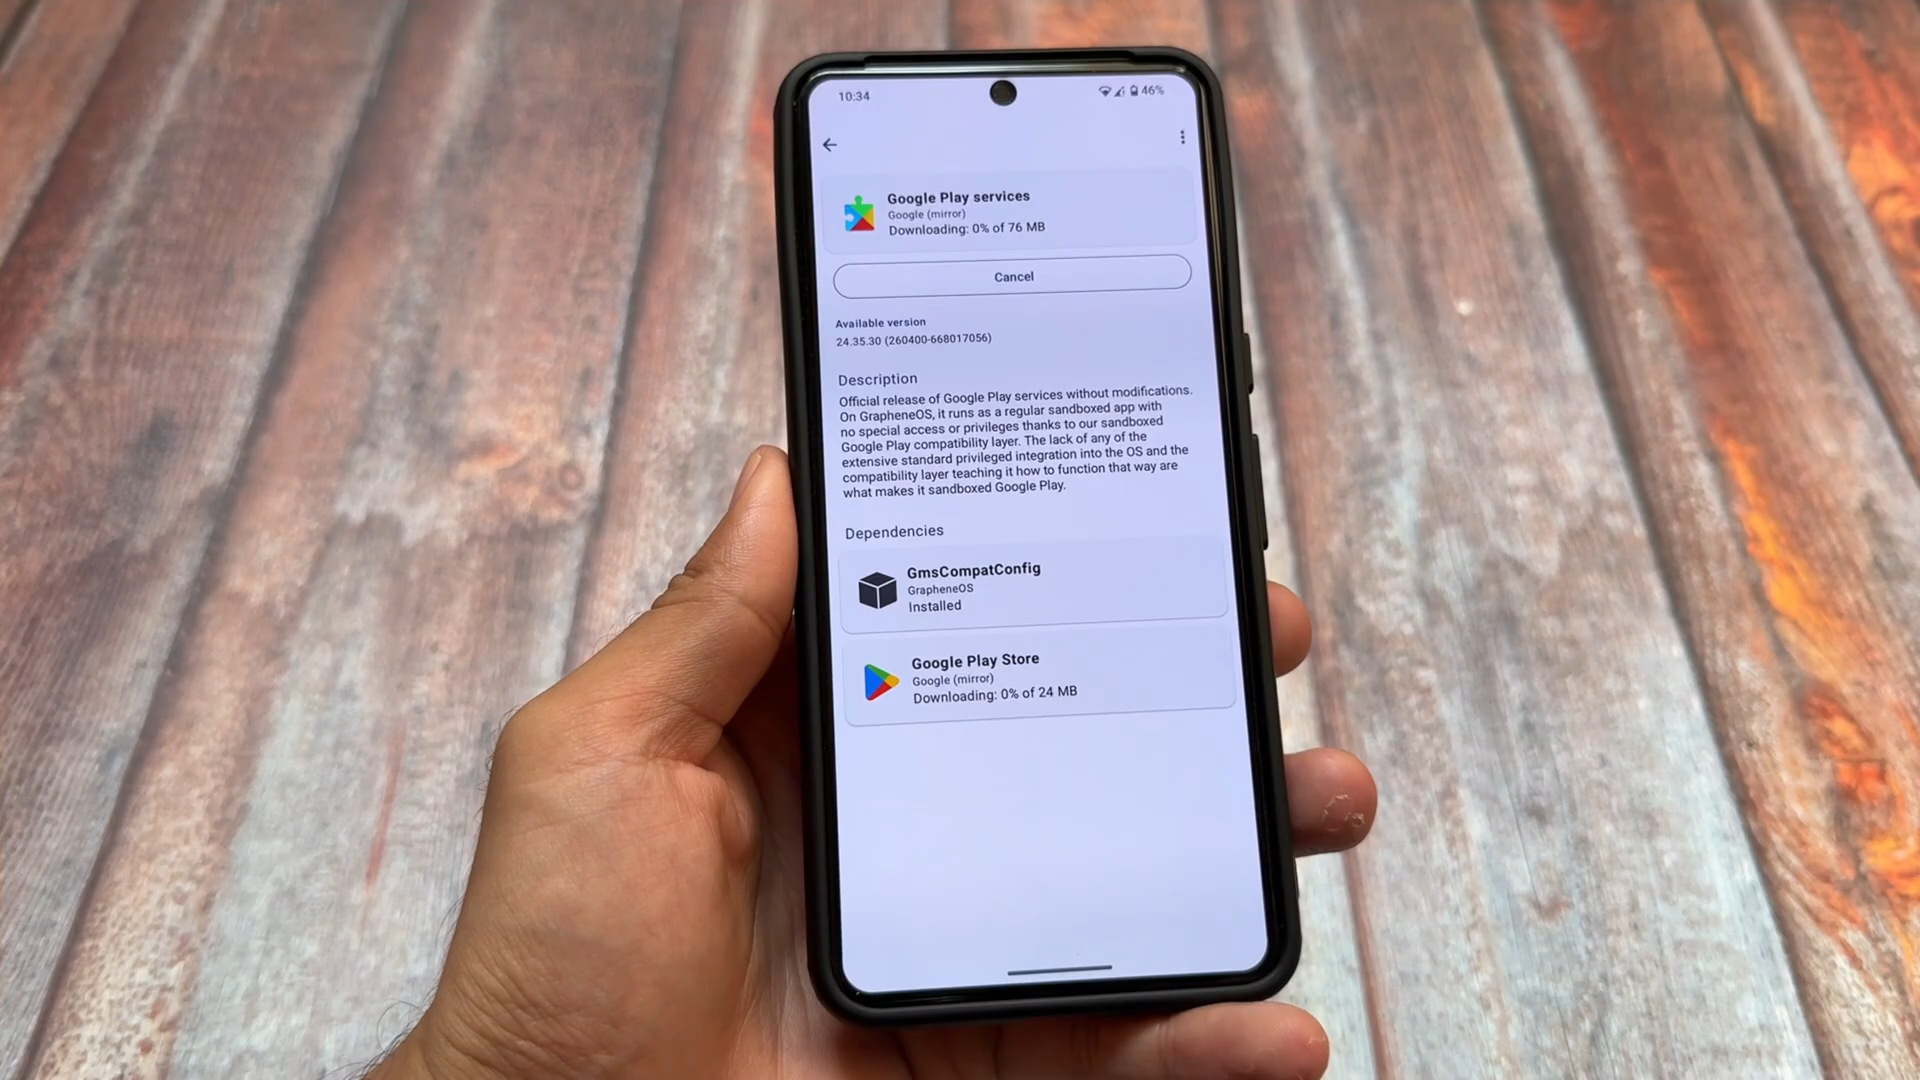 10:34
46%
Google Play services
Google (mirror)
Downloading: 0% of 76 MB
Cancel
Available version
24.35.30 (260400-668017056)
Description
Official release of Google Play services without modifications.
On GrapheneOS, it runs as a regular sandboxed app with
no special access or privileges thanks to our sandboxed
Google Play compatibility layer. The lack of any of the
extensive standard privileged integration into the OS and the
compatibility layer teaching it how to function that way are
what makes it sandboxed Google Play.
Dependencies
GmsCompatConfig
GrapheneOS
Installed
Google Play Store
Google (mirror)
Downloading: 0% of 24 MB